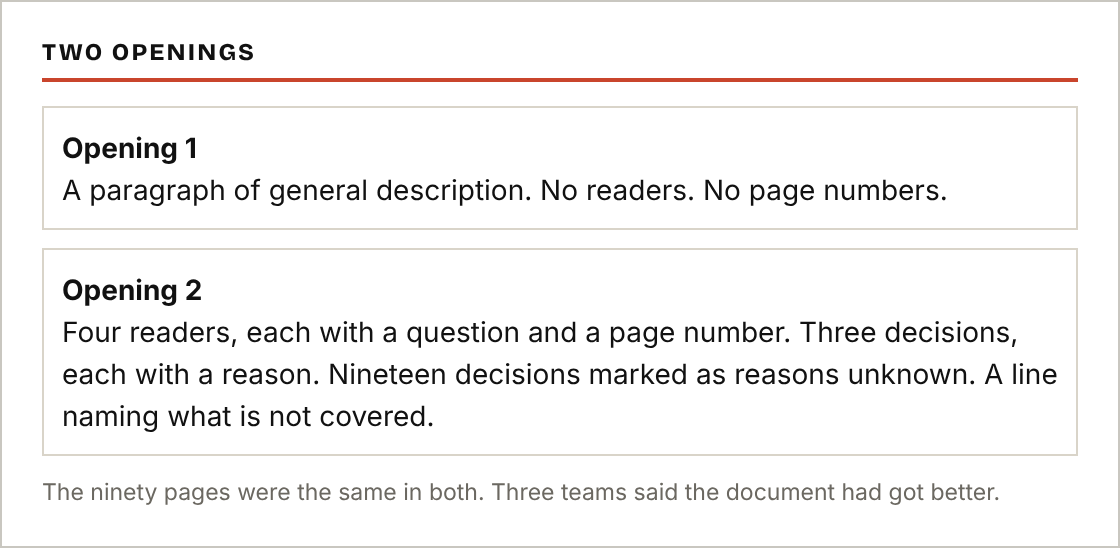 TWO OPENINGS
Opening 1
A paragraph of general description. No readers. No page numbers.
Opening 2
Four readers, each with a question and a page number. Three decisions,
each with a reason. Nineteen decisions marked as reasons unknown. A line
naming what is not covered.
The ninety pages were the same in both. Three teams said the document had got better.